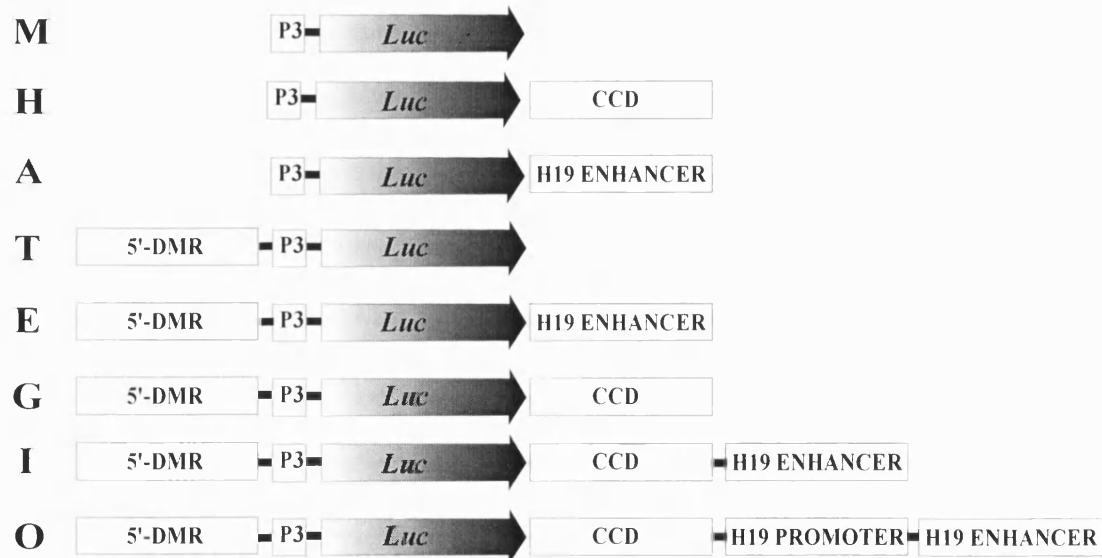 M P3 Luc
H P3 Luc CCD
A P3 Luc H19 ENHANCER
T 5'-DMR P3 Luc
E 5'-DMR P3 Luc H19 ENHANCER
G 5'-DMR P3 Luc CCD
I 5'-DMR P3 Luc CCD H19 ENHANCER
O 5'-DMR P3 Luc CCD H19 PROMOTER H19 ENHANCER